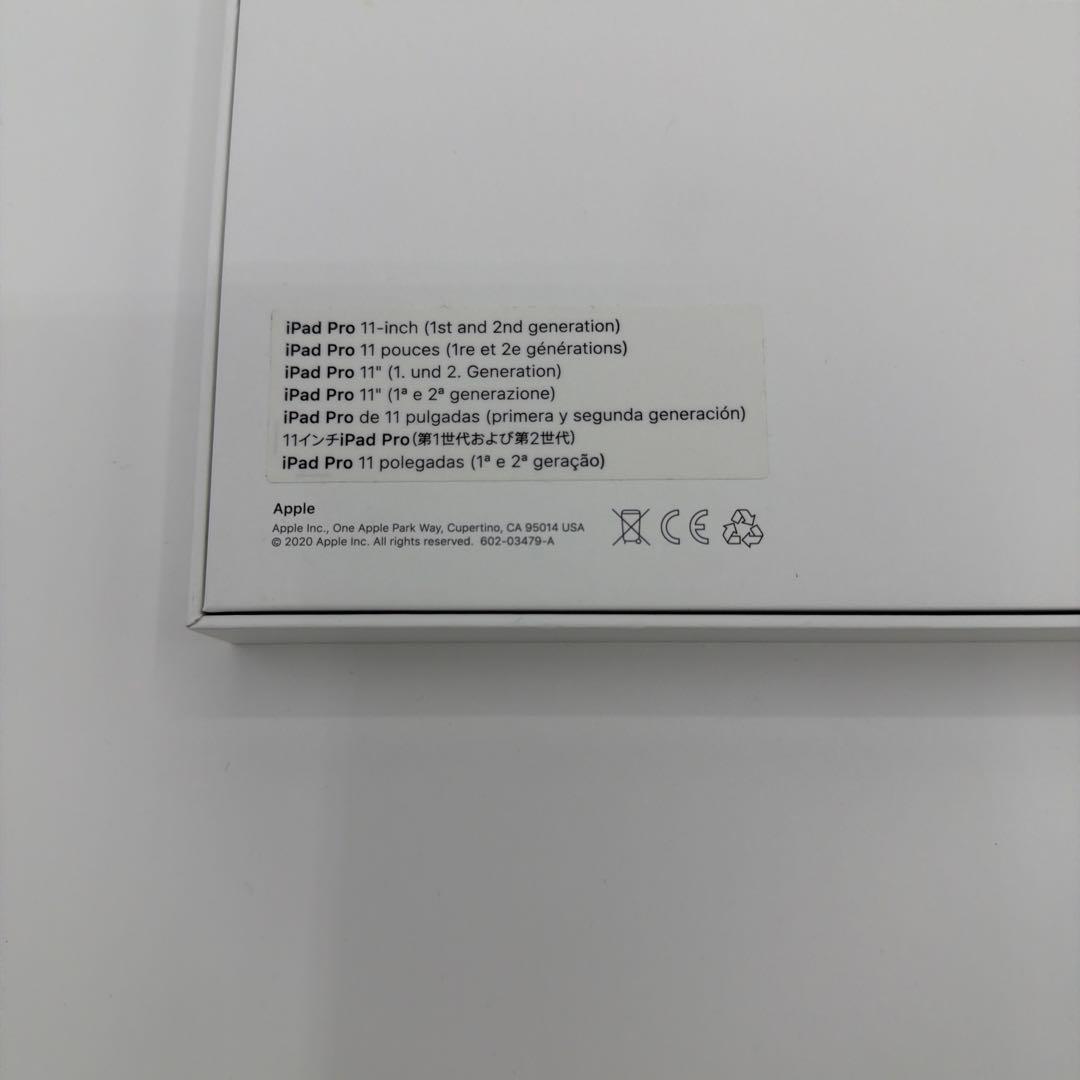 iPad Pro 11-inch (1st and 2nd generation)
iPad Pro 11 pouces (1re et 2e générations)
iPad Pro 11" (1. und 2. Generation)
iPad Pro 11" (1ª e 2ª generazione)
iPad Pro de 11 pulgadas (primera y segunda generación)
11インチiPad Pro(第1世代および第2世代)
iPad Pro 11 polegadas (1ª e 2ª geração)
Apple
Apple Inc., One Apple Park Way, Cupertino, CA 95014 USA
© 2020 Apple Inc. All rights reserved. 602-03479-A
CE